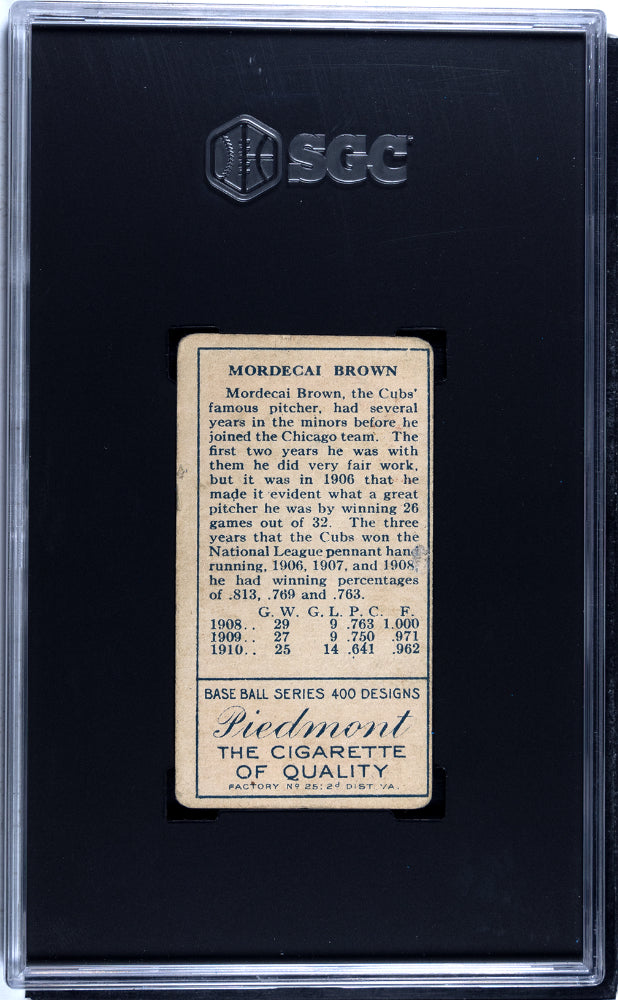 SGC
MORDECAI BROWN
Mordecai Brown, the Cubs'
famous pitcher, had several
years in the minors before he
joined the Chicago team. The
first two years he was with
them he did very fair work,
but it was in 1906 that he
made it evident what a great
pitcher he was by winning 26
games out of 32. The three
years that the Cubs won the
National League pennant hand
running, 1906, 1907, and 1908,
he had winning percentages
of .813, .769 and .763.
G. W. G. L. P. C. F.
1908.. 29 9 .763 1.000
1909.. 27 9 .750 .971
1910.. 25 14 .641 .962
BASE BALL SERIES 400 DESIGNS
Piedmont
THE CIGARETTE
OF QUALITY
FACTORY Nº 25: 2d DIST VA.